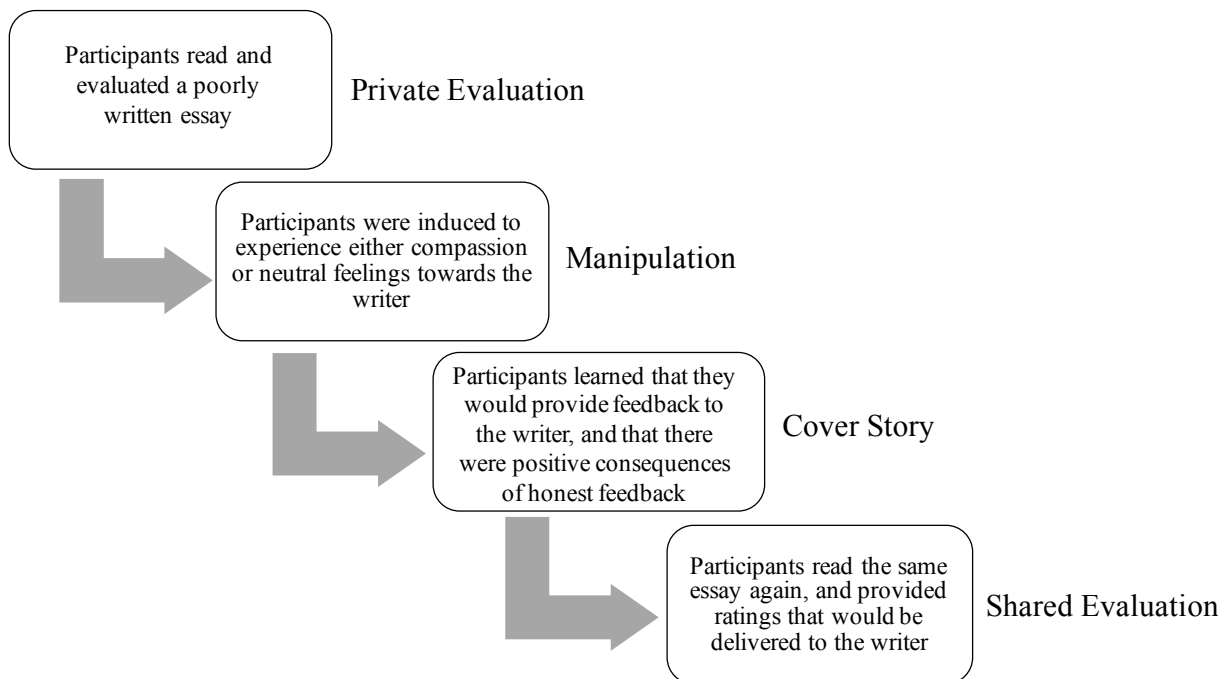 Participants read and
evaluated a poorly
written essay
Private Evaluation
Participants were induced to
experience either compassion
or neutral feelings towards the
writer
Manipulation
Participants learned that they
would provide feedback to
the writer, and that there
were positive consequences
of honest feedback
Cover Story
Participants read the same
essay again, and provided
ratings that would be
delivered to the writer
Shared Evaluation